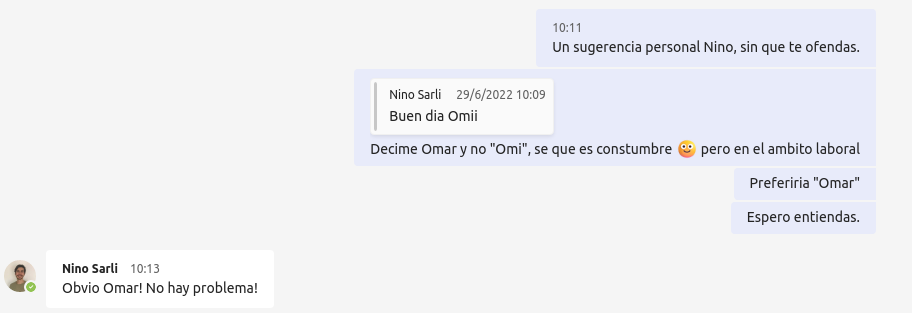 10:11
Un sugerencia personal Nino, sin que te ofendas.
Nino Sarli 29/6/2022 10:09
Buen dia Omii
Decime Omar y no "Omi", se que es constumbre pero en el ambito laboral
Preferiria "Omar"
Espero entiendas.
Nino Sarli 10:13
Obvio Omar! No hay problema!